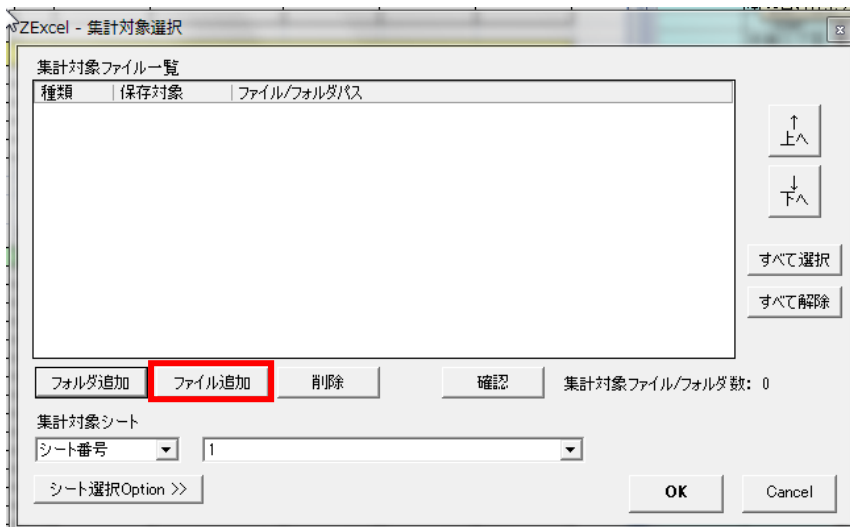 ZExcel - 集計対象選択
集計対象ファイル一覧
種類 保存対象 ファイル/フォルダパス
↑
上へ
↓
下へ
すべて選択
すべて解除
フォルダ追加 ファイル追加 削除 確認 集計対象ファイル/フォルダ数: 0
集計対象シート
シート番号 1
シート選択Option >>
OK Cancel